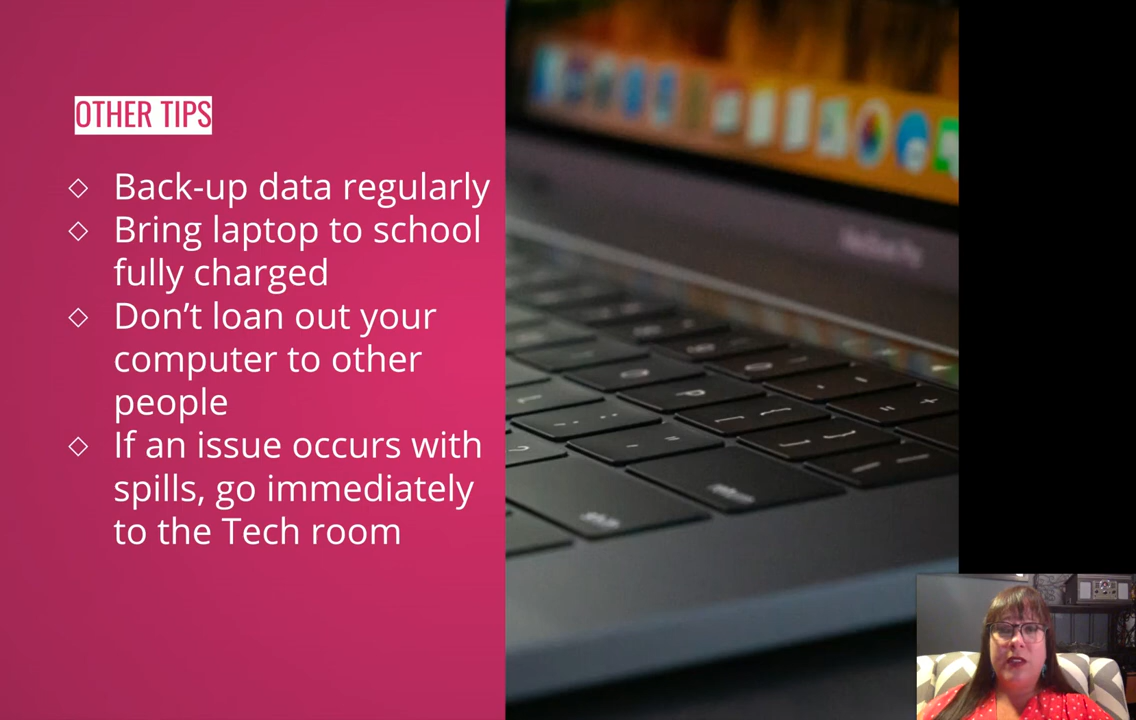 OTHER TIPS
◇ Back-up data regularly
◇ Bring laptop to school
fully charged
◇ Don’t loan out your
computer to other
people
◇ If an issue occurs with
spills, go immediately
to the Tech room